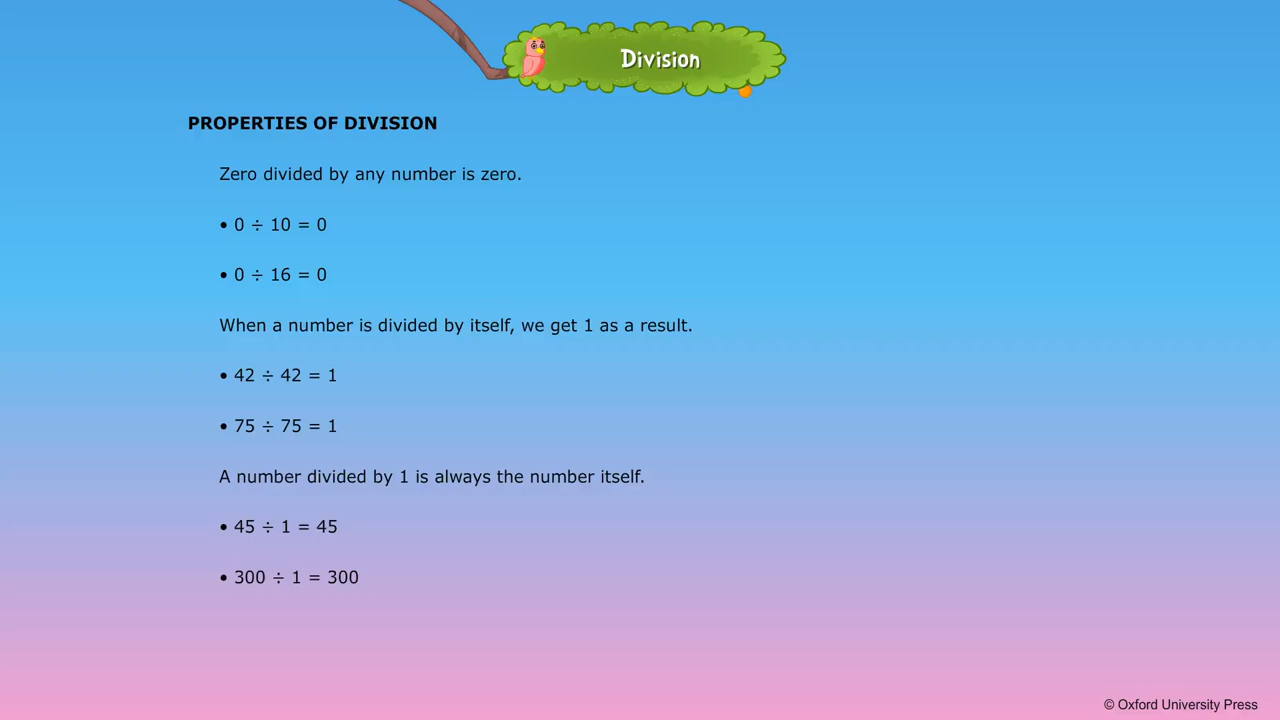 Division
PROPERTIES OF DIVISION
Zero divided by any number is zero.
• 0 ÷ 10 = 0
• 0 ÷ 16 = 0
When a number is divided by itself, we get 1 as a result.
• 42 ÷ 42 = 1
• 75 ÷ 75 = 1
A number divided by 1 is always the number itself.
• 45 ÷ 1 = 45
• 300 ÷ 1 = 300
© Oxford University Press